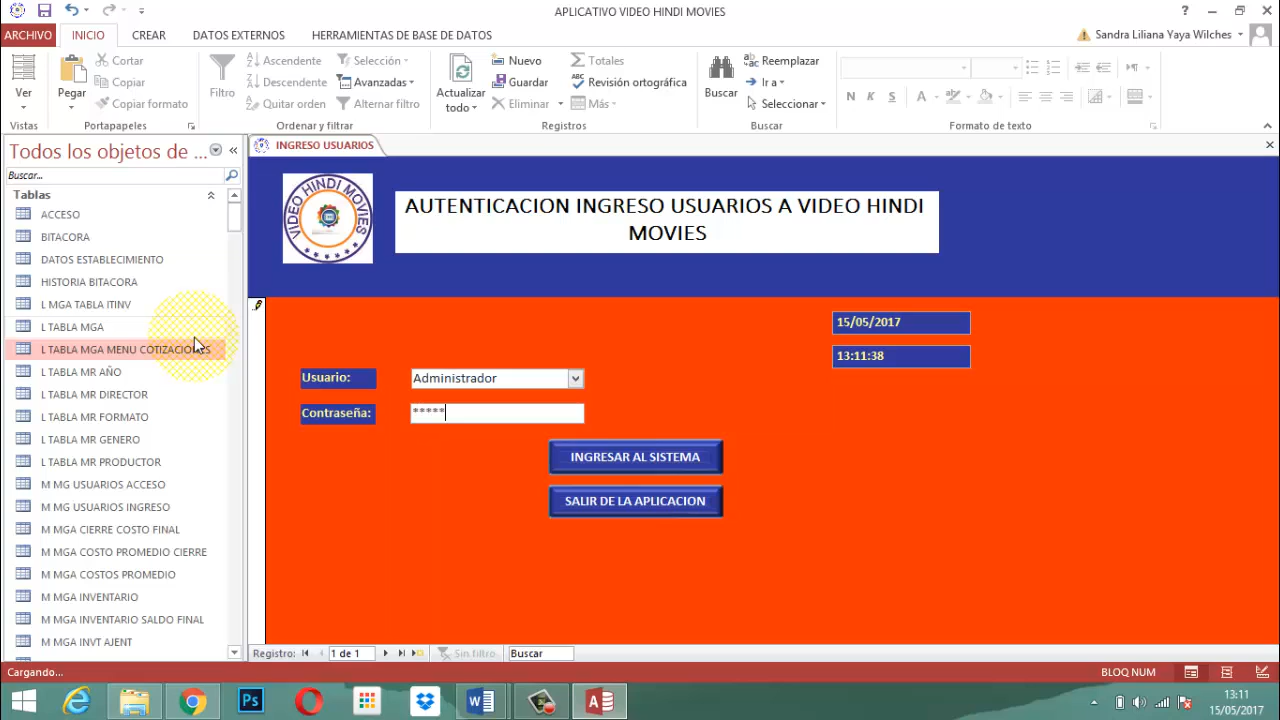 APLICATIVO VIDEO HINDI MOVIES
ARCHIVO INICIO CREAR DATOS EXTERNOS HERRAMIENTAS DE BASE DE DATOS
Sandra Liliana Yaya Wilches
Ver
Vistas
Pegar
Cortar
Copiar
Copiar formato
Portapapeles
Filtro
Ascendente
Descendente
Quitar orden
Selección
Avanzadas
Alternar filtro
Ordenar y filtrar
Actualizar todo
Nuevo
Guardar
Eliminar
Totales
Revisión ortográfica
Más
Registros
Buscar
Reemplazar
Ir a
Seleccionar
Buscar
N K S A
Formato de texto
Todos los objetos de ...
Buscar...
Tablas
ACCESO
BITACORA
DATOS ESTABLECIMIENTO
HISTORIA BITACORA
L MGA TABLA ITINV
L TABLA MGA
L TABLA MGA MENU COTIZACIONES
L TABLA MR AÑO
L TABLA MR DIRECTOR
L TABLA MR FORMATO
L TABLA MR GENERO
L TABLA MR PRODUCTOR
M MG USUARIOS ACCESO
M MG USUARIOS INGRESO
M MGA CIERRE COSTO FINAL
M MGA COSTO PROMEDIO CIERRE
M MGA COSTOS PROMEDIO
M MGA INVENTARIO
M MGA INVENTARIO SALDO FINAL
M MGA INVT AJENT
INGRESO USUARIOS
VIDEO HINDI MOVIES
AUTENTICACION INGRESO USUARIOS A VIDEO HINDI
MOVIES
15/05/2017
13:11:38
Usuario: Administrador
Contraseña: *****
INGRESAR AL SISTEMA
SALIR DE LA APLICACION
Registro: 1 de 1 Sin filtro Buscar
Cargando... BLOQ NUM
13:11
15/05/2017